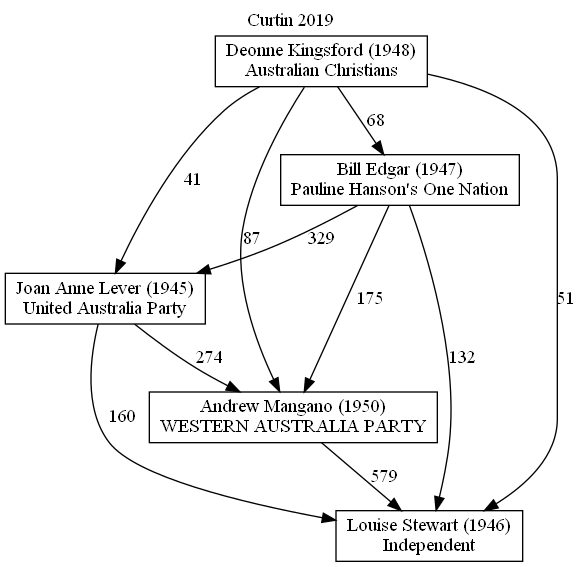 Curtin 2019
Deonne Kingsford (1948)
Australian Christians
68
41
Bill Edgar (1947)
Pauline Hanson's One Nation
87
329
Joan Anne Lever (1945)
United Australia Party
175
51
274
132
160
Andrew Mangano (1950)
WESTERN AUSTRALIA PARTY
579
Louise Stewart (1946)
Independent